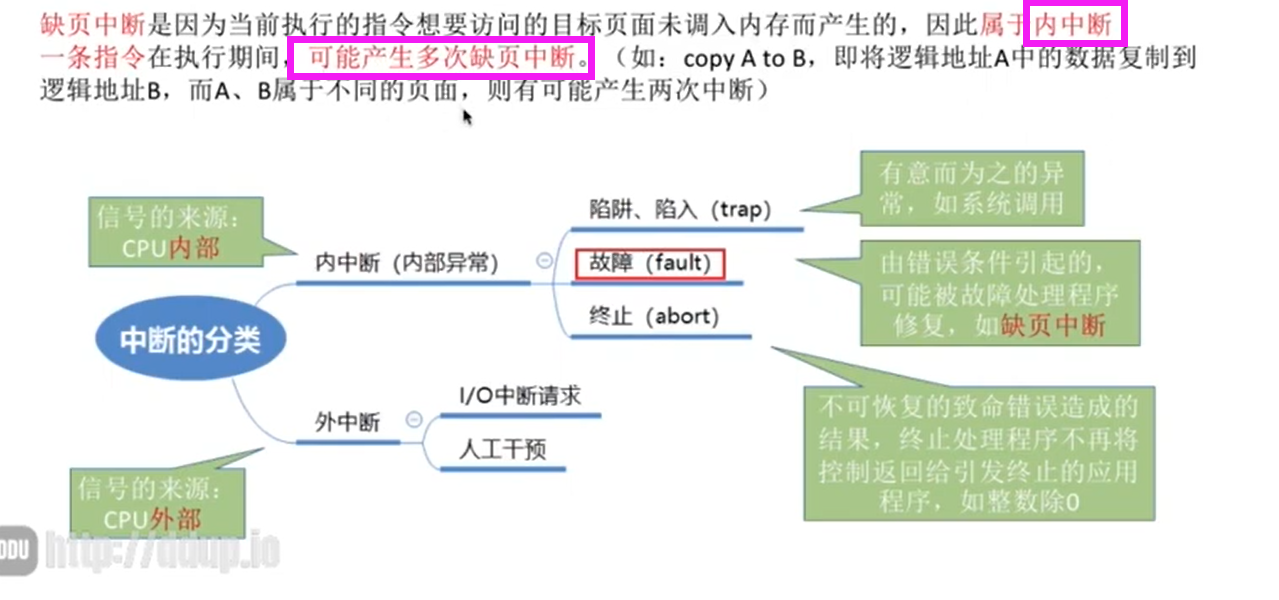 缺页中断是因为当前执行的指令想要访问的目标页面未调入内存而产生的，因此属于内中断
一条指令在执行期间，可能产生多次缺页中断。（如：copy A to B，即将逻辑地址A中的数据复制到
逻辑地址B，而A、B属于不同的页面，则有可能产生两次中断）
有意而为之的异
常，如系统调用
陷阱、陷入（trap）
信号的来源：
CPU内部
内中断（内部异常）
故障（fault）
由错误条件引起的，
可能被故障处理程序
修复，如缺页中断
终止（abort）
中断的分类
I/O中断请求
外中断
人工干预
不可恢复的致命错误造成的
结果，终止处理程序不再将
控制返回给引发终止的应用
程序，如整数除0
信号的来源：
CPU外部
DDU http://ddup.io